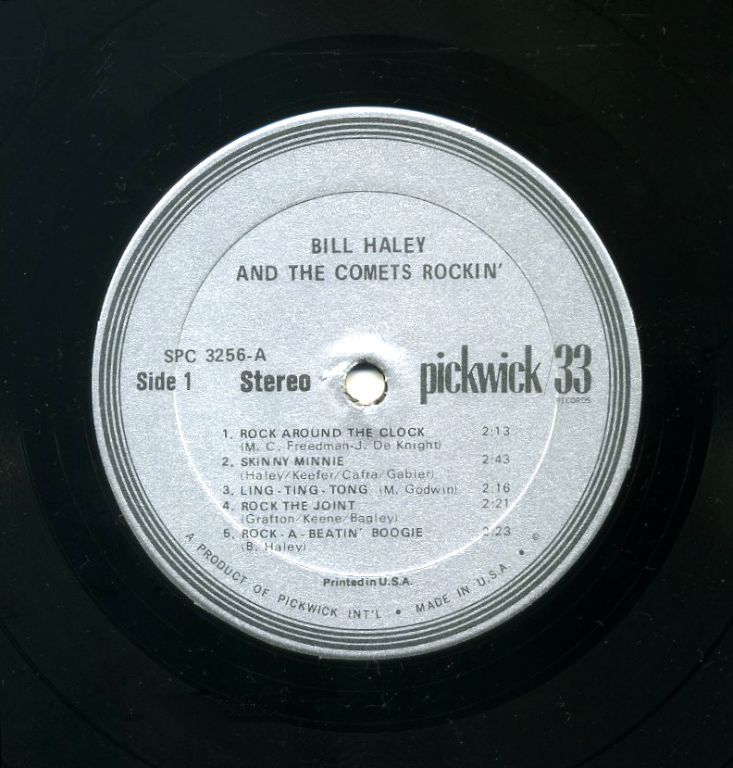 BILL HALEY
AND THE COMETS ROCKIN'
SPC 3256-A
Side 1 Stereo pickwick 33
RECORDS
1. ROCK AROUND THE CLOCK 2:13
(M. C. Freedman-J. De Knight)
2. SKINNY MINNIE 2:43
(Haley/Keefer/Cafra/Gabler)
3. LING-TING-TONG (M. Godwin) 2:16
4. ROCK THE JOINT 2:21
(Grafton/Keene/Bagley)
5. ROCK-A-BEATIN' BOOGIE 2:23
(B. Haley)
Printed in U.S.A.
A PRODUCT OF PICKWICK INT'L • MADE IN U.S.A. • ©